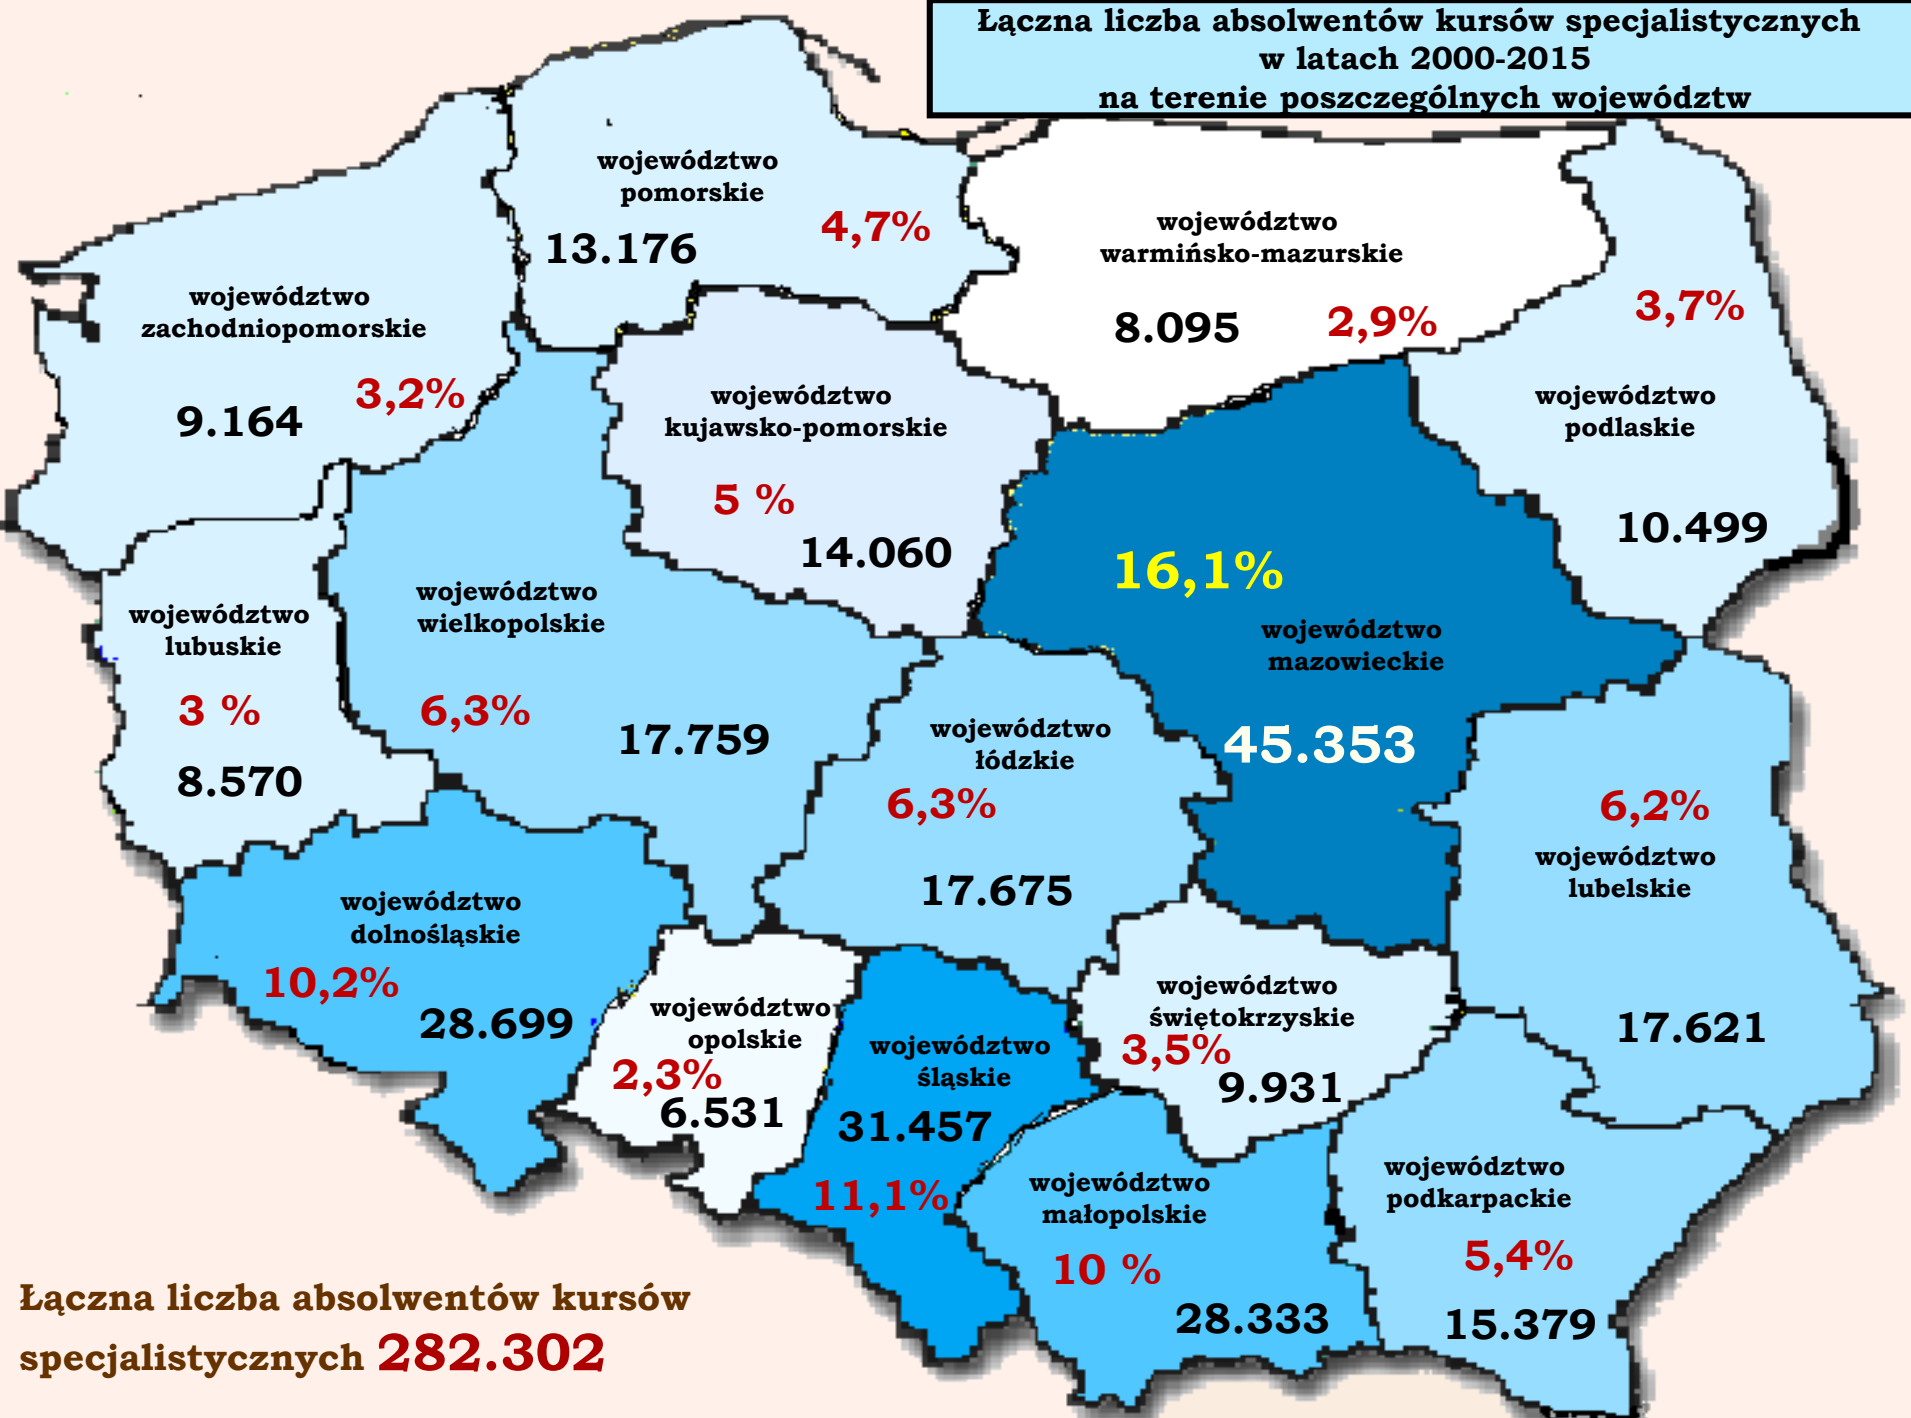 Łączna liczba absolwentów kursów specjalistycznych
w latach 2000-2015
na terenie poszczególnych województw
województwo
pomorskie
13.176
4,7%
województwo
warmińsko-mazurskie
8.095
2,9%
województwo
zachodniopomorskie
9.164
3,2%
województwo
kujawsko-pomorskie
5 %
14.060
3,7%
województwo
podlaskie
10.499
województwo
lubuskie
3 %
8.570
województwo
wielkopolskie
6,3%
17.759
16,1%
województwo
mazowieckie
45.353
województwo
łódzkie
6,3%
17.675
6,2%
województwo
lubelskie
17.621
województwo
dolnośląskie
10,2%
28.699
województwo
opolskie
2,3%
6.531
województwo
śląskie
31.457
11,1%
województwo
świętokrzyskie
3,5%
9.931
województwo
małopolskie
10 %
28.333
województwo
podkarpackie
5,4%
15.379
Łączna liczba absolwentów kursów
specjalistycznych 282.302